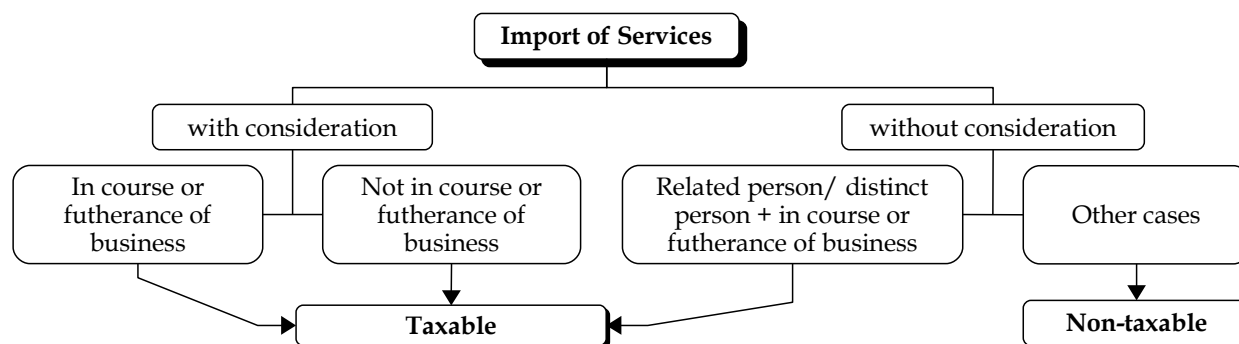 Import of Services
with consideration
without consideration
In course or
futherance of
business
Not in course or
futherance of
business
Related person/ distinct
person + in course or
futherance of business
Other cases
Taxable
Non-taxable